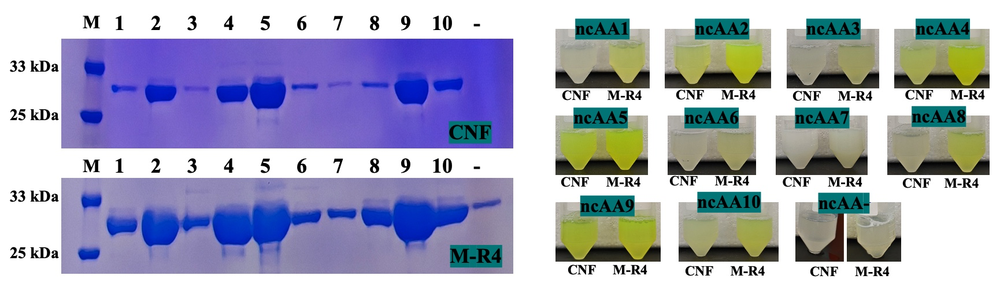 M 1 2 3 4 5 6 7 8 9 10 -
33 kDa
25 kDa
CNF
M 1 2 3 4 5 6 7 8 9 10 -
33 kDa
25 kDa
M-R4
ncAA1 ncAA2 ncAA3 ncAA4
CNF M-R4 CNF M-R4 CNF M-R4 CNF M-R4
ncAA5 ncAA6 ncAA7 ncAA8
CNF M-R4 CNF M-R4 CNF M-R4 CNF M-R4
ncAA9 ncAA10 ncAA-
CNF M-R4 CNF M-R4 CNF M-R4